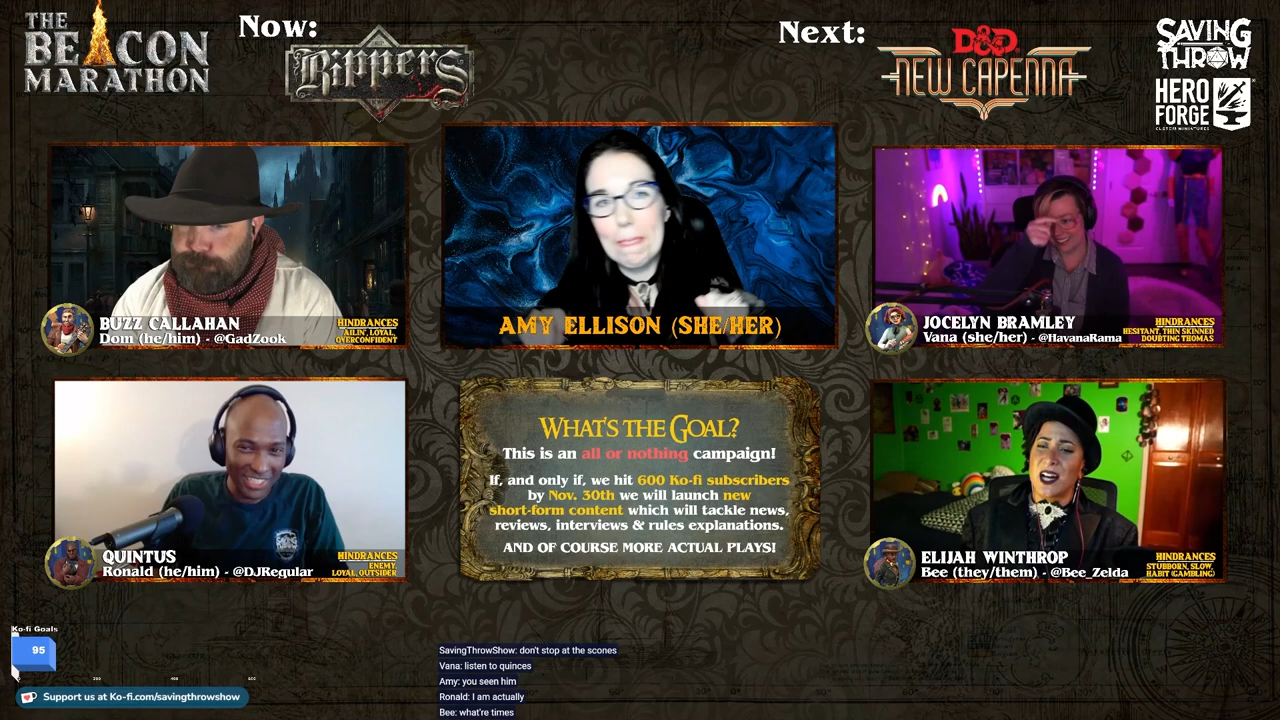 THE
BEACON
MARATHON
Now:
Rippers
Next:
D&D
NEW CAPENNA
SAVING
THROW
HERO
FORGE
CUSTOM MINIATURES
BUZZ CALLAHAN
Dom (he/him) - @GadZook
HINDRANCES
AILIN', LOYAL,
OVERCONFIDENT
AMY ELLISON (SHE/HER)
JOCELYN BRAMLEY
Vana (she/her) - @HavanaRama
HINDRANCES
HESITANT, THIN SKINNED
DOUBTING THOMAS
QUINTUS
Ronald (he/him) - @DJRegular
HINDRANCES
ENEMY,
LOYAL, OUTSIDER
WHAT'S THE GOAL?
This is an all or nothing campaign!
If, and only if, we hit 600 Ko-fi subscribers
by Nov. 30th we will launch new
short-form content which will tackle news,
reviews, interviews & rules explanations.
AND OF COURSE MORE ACTUAL PLAYS!
ELIJAH WINTHROP
Bee (they/them) - @Bee_Zelda
HINDRANCES
STUBBORN, SLOW,
HABIT (GAMBLING)
Ko-fi Goals
95
200
400
600
Support us at Ko-fi.com/savingthrowshow
SavingThrowShow: don't stop at the scones
Vana: listen to quinces
Amy: you seen him
Ronald: I am actually
Bee: what're times